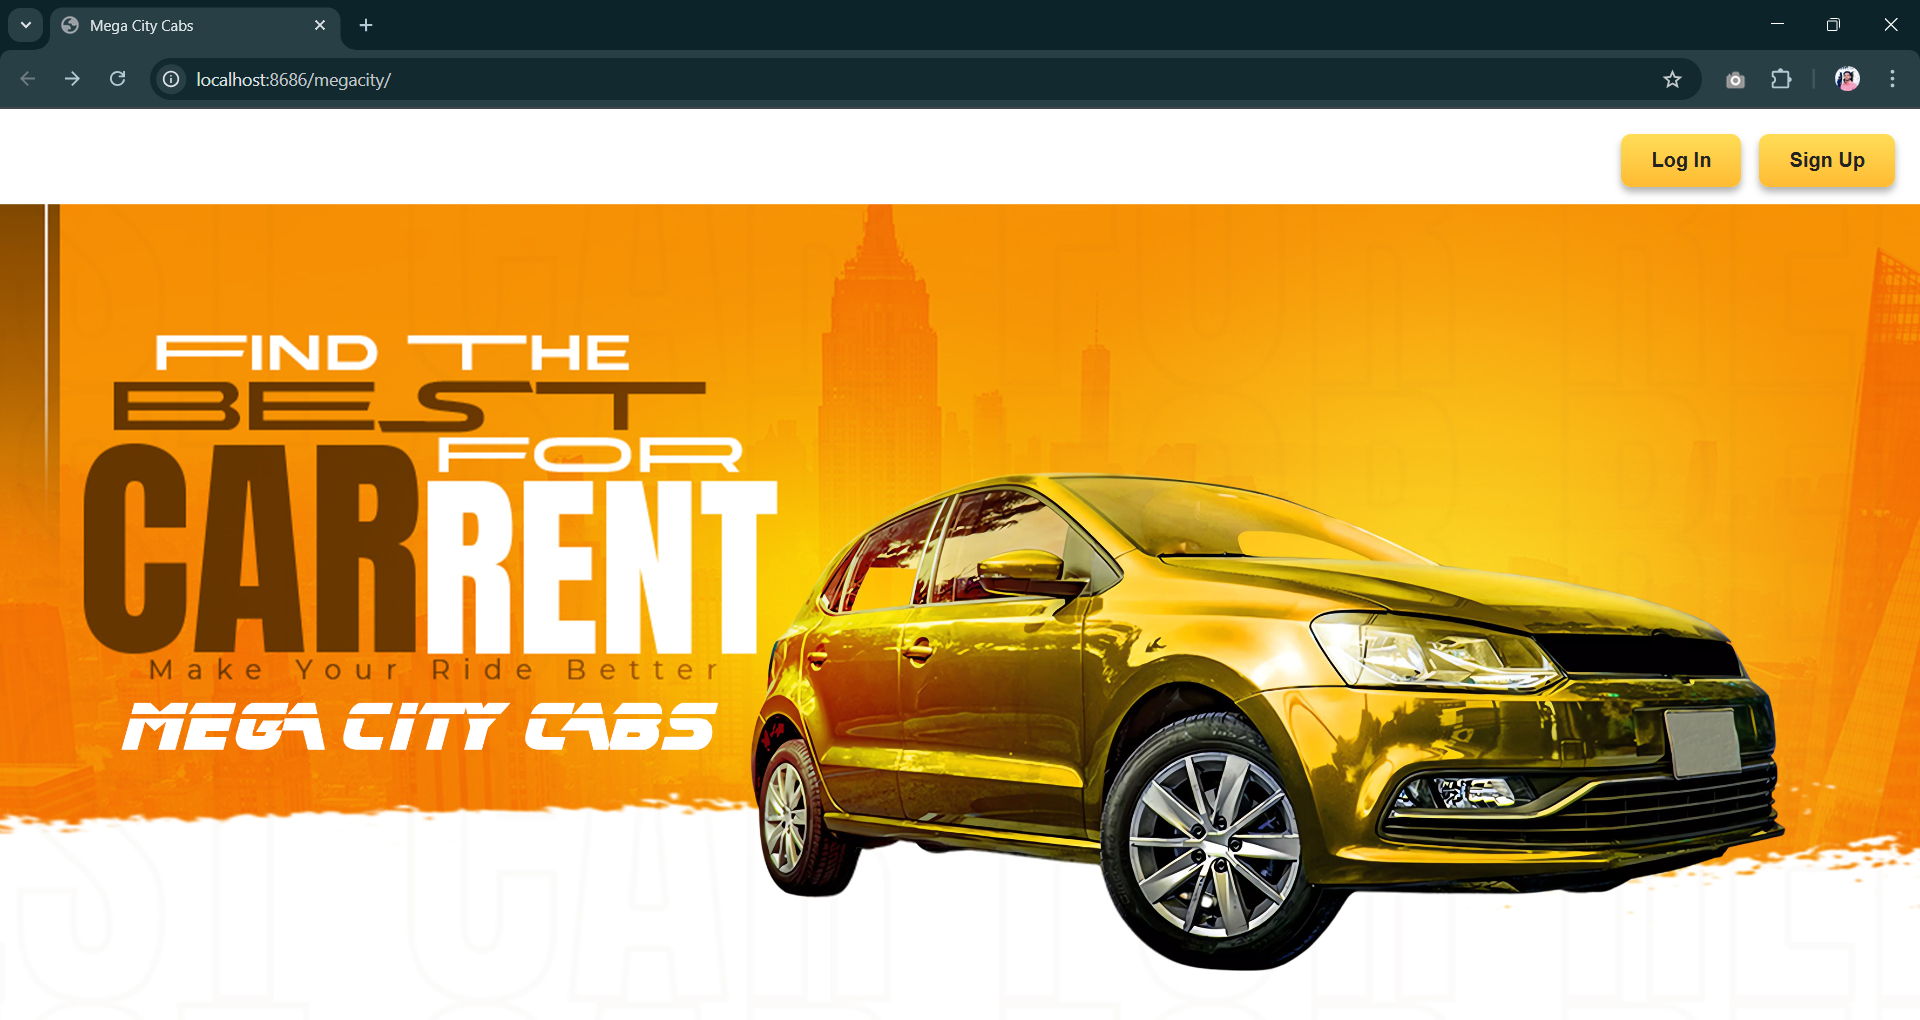 Mega City Cabs
localhost:8686/megacity/
Log In
Sign Up
FIND THE
BEST
CAR FOR
RENT
Make Your Ride Better
MEGA CITY CABS